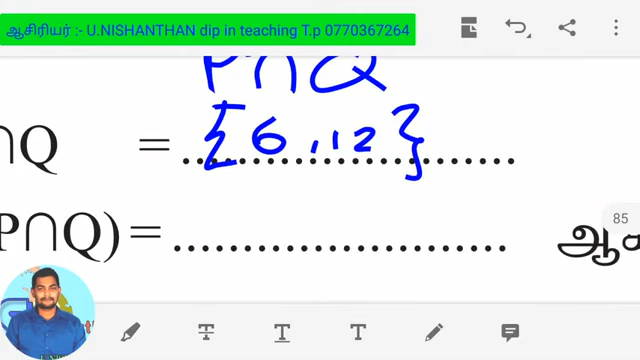 ஆசிரியர் :- U.NISHANTHAN dip in teaching T.p 0770367264
P∩Q
∩Q = {6, 12}
P∩Q) = ................................
85